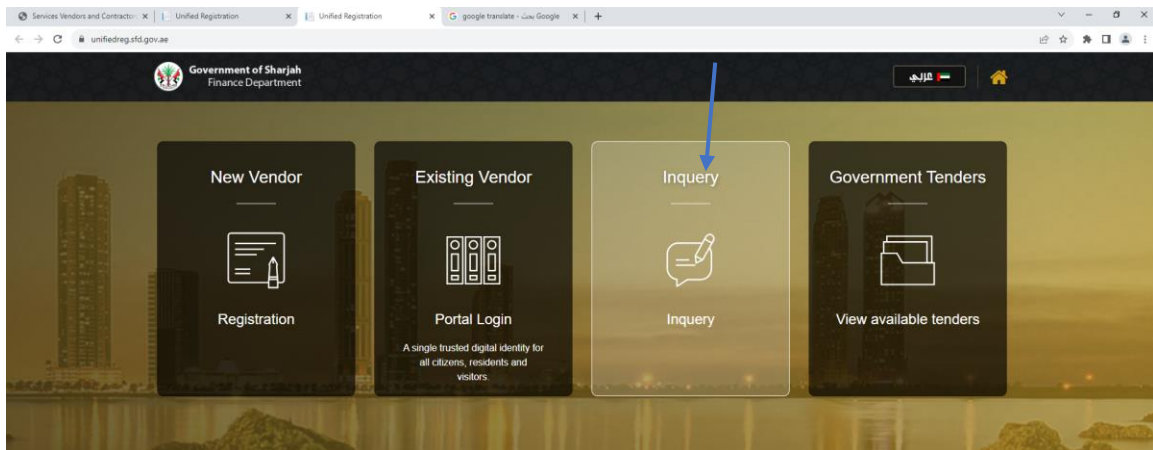 Services Vendors and Contractor
Unified Registration
Unified Registration
google translate - بحث Google
unifiedreg.sfd.gov.ae
Government of Sharjah
Finance Department
عربي
New Vendor
Registration
Existing Vendor
Portal Login
A single trusted digital identity for
all citizens, residents and
visitors.
Inquery
Inquery
Government Tenders
View available tenders